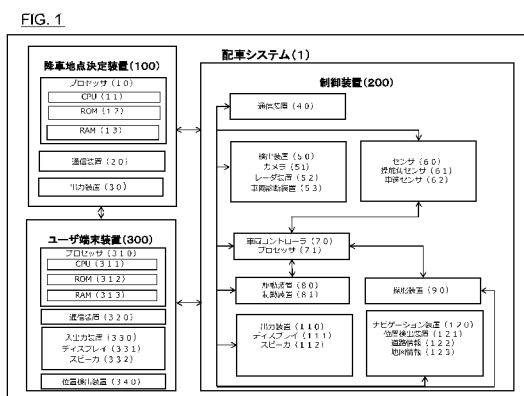 FIG. 1
配車システム(1)
降車地点決定装置(100)
プロセッサ(10)
CPU(11)
ROM(12)
RAM(13)
通信装置(20)
出力装置(30)
ユーザ端末装置(300)
プロセッサ(310)
CPU(311)
ROM(312)
RAM(313)
通信装置(320)
入出力装置(330)
ディスプレイ(331)
スピーカ(332)
位置検出装置(340)
制御装置(200)
通信装置(40)
検出装置(50)
カメラ(51)
レーダ装置(52)
車両診断装置(53)
センサ(60)
操舵角センサ(61)
車速センサ(62)
車両コントローラ(70)
プロセッサ(71)
駆動装置(80)
制動装置(81)
操舵装置(90)
出力装置(110)
ディスプレイ(111)
スピーカ(112)
ナビゲーション装置(120)
位置検出装置(121)
道路情報(122)
地図情報(123)